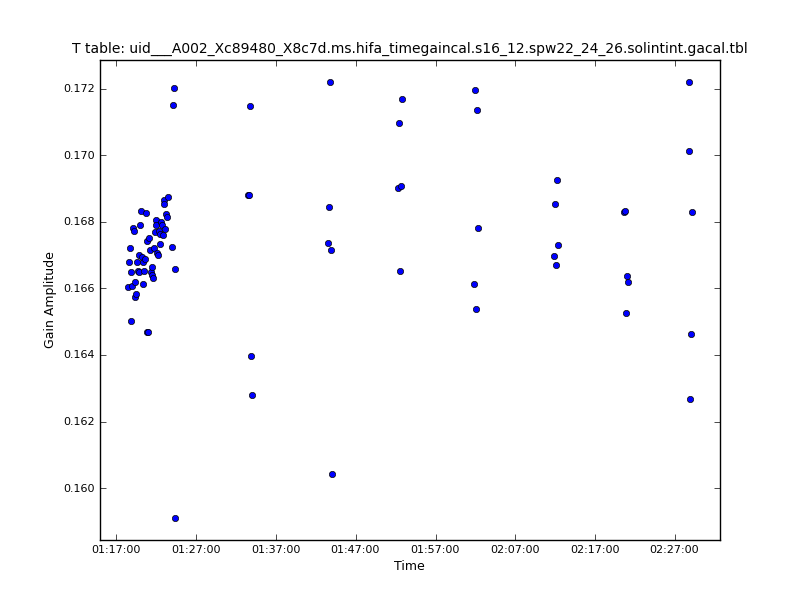 T table: uid___A002_Xc89480_X8c7d.ms.hifa_timegaincal.s16_12.spw22_24_26.solintint.gacal.tbl
0.172
0.170
0.168
0.166
0.164
0.162
0.160
Gain Amplitude
01:17:00 01:27:00 01:37:00 01:47:00 01:57:00 02:07:00 02:17:00 02:27:00
Time